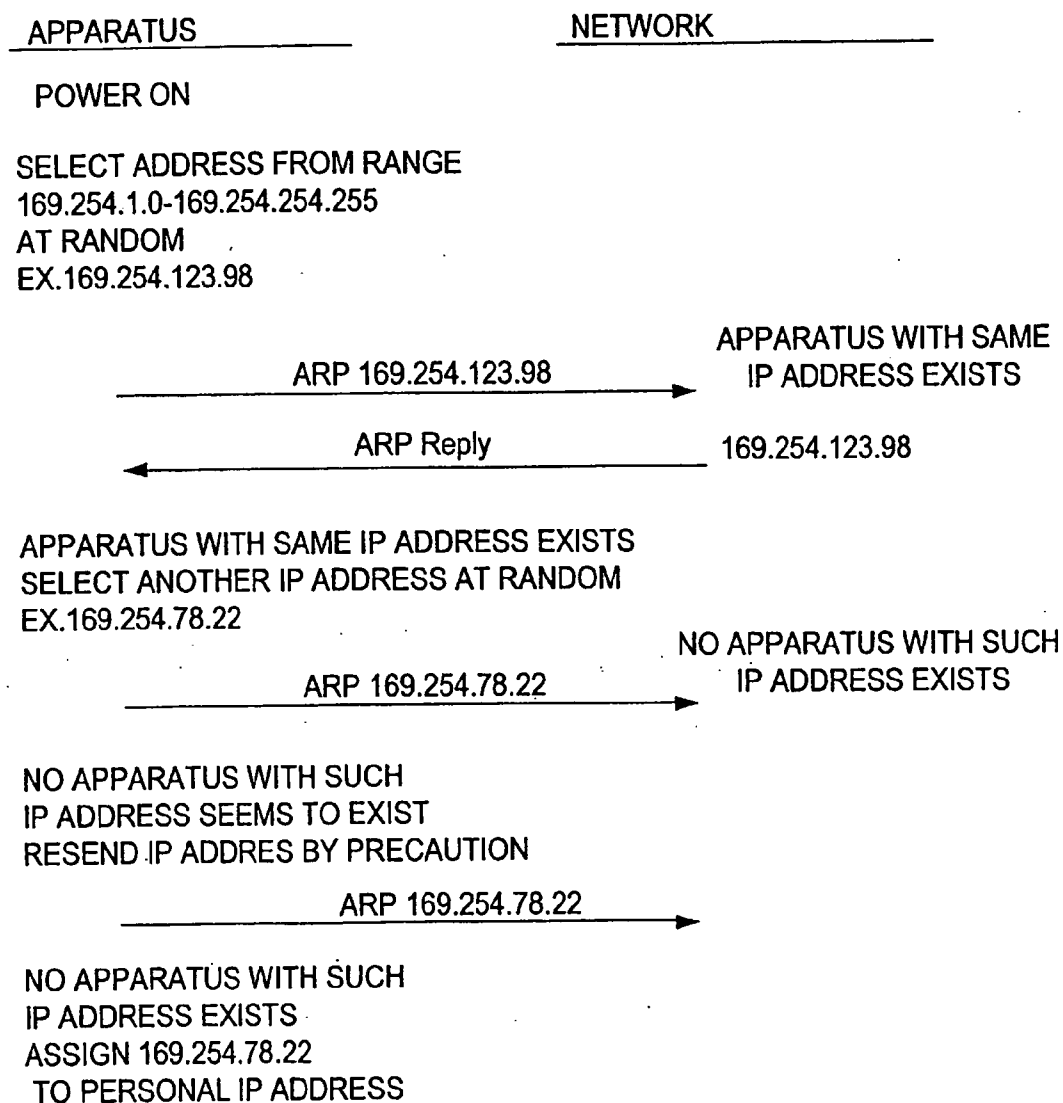 APPARATUS
NETWORK
POWER ON
SELECT ADDRESS FROM RANGE
169.254.1.0-169.254.254.255
AT RANDOM
EX.169.254.123.98
APPARATUS WITH SAME
IP ADDRESS EXISTS
ARP 169.254.123.98
ARP Reply
169.254.123.98
APPARATUS WITH SAME IP ADDRESS EXISTS
SELECT ANOTHER IP ADDRESS AT RANDOM
EX.169.254.78.22
NO APPARATUS WITH SUCH
IP ADDRESS EXISTS
ARP 169.254.78.22
NO APPARATUS WITH SUCH
IP ADDRESS SEEMS TO EXIST
RESEND IP ADDRES BY PRECAUTION
ARP 169.254.78.22
NO APPARATUS WITH SUCH
IP ADDRESS EXISTS
ASSIGN 169.254.78.22
TO PERSONAL IP ADDRESS